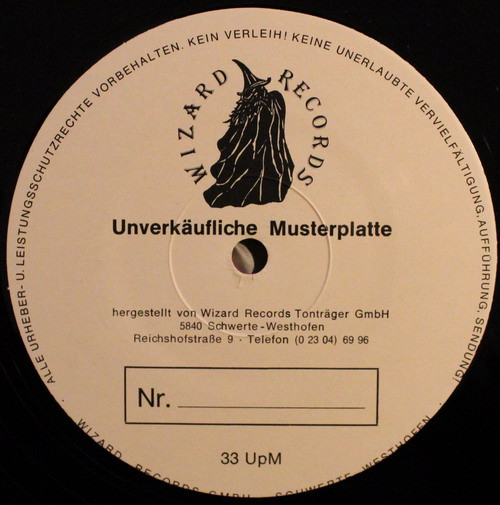 ALLE URHEBER- U. LEISTUNGSSCHUTZRECHTE VORBEHALTEN. KEIN VERLEIH! KEINE UNERLAUBTE VERVIELFÄLTIGUNG, AUFFÜHRUNG, SENDUNG!
WIZARD RECORDS
Unverkäufliche Musterplatte
hergestellt von Wizard Records Tonträger GmbH
5840 Schwerte-Westhofen
Reichshofstraße 9 · Telefon (0 23 04) 69 96
Nr.
33 UpM
WIZARD RECORDS GMBH SCHWERTE-WESTHOFEN